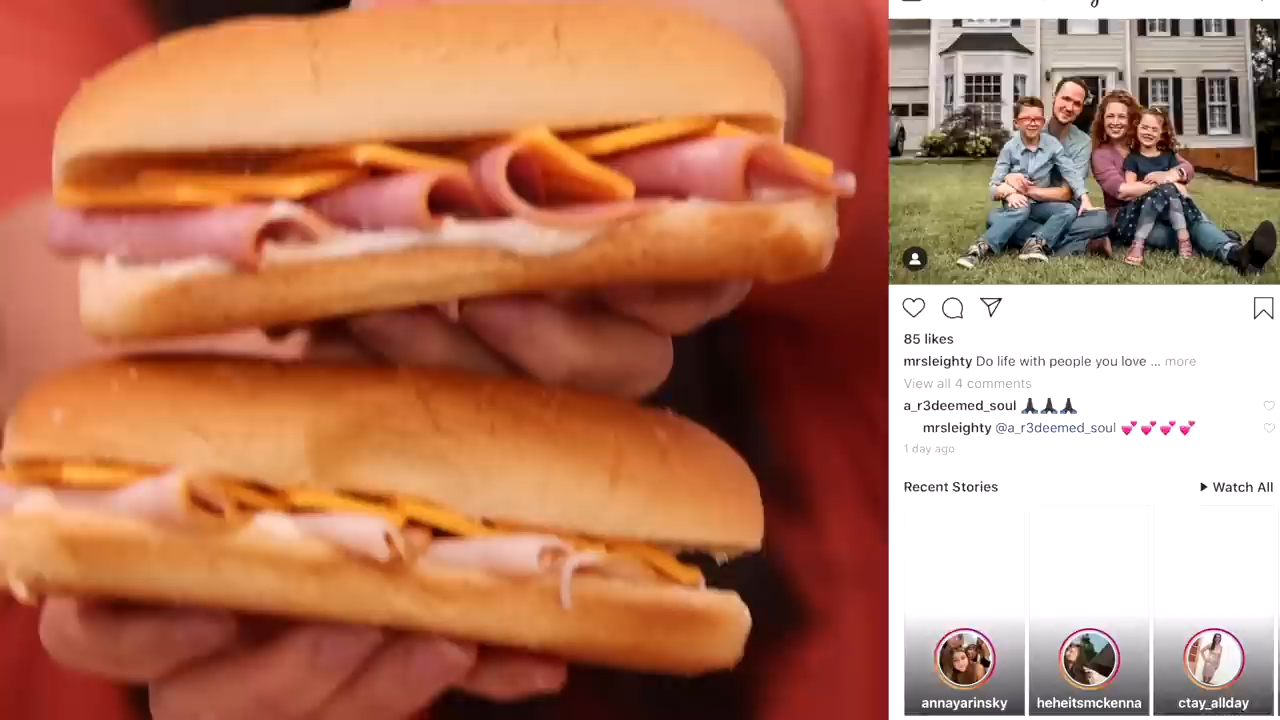 85 likes
mrsleighty Do life with people you love ... more
View all 4 comments
a_r3deemed_soul
mrsleighty @a_r3deemed_soul
1 day ago
Recent Stories
Watch All
annayarinsky
heheitsmckenna
ctay_allday